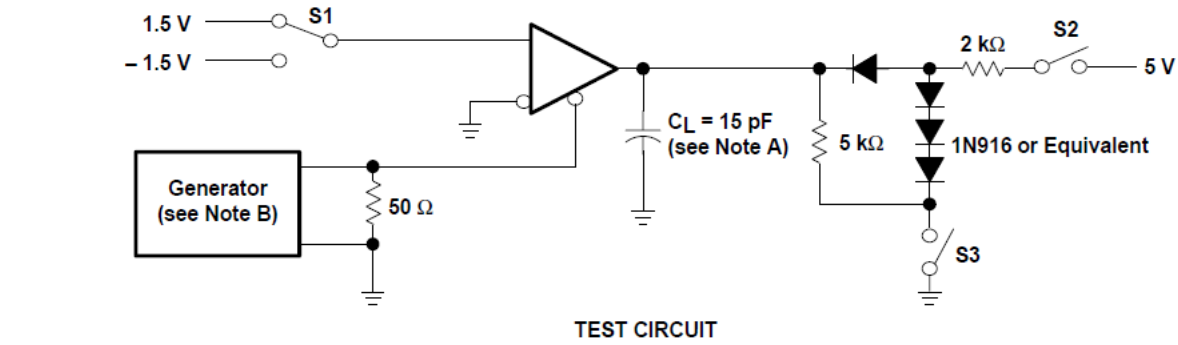 1.5 V
S1
– 1.5 V
S2
2 kΩ
5 V
CL = 15 pF
(see Note A)
5 kΩ
1N916 or Equivalent
Generator
(see Note B)
50 Ω
S3
TEST CIRCUIT